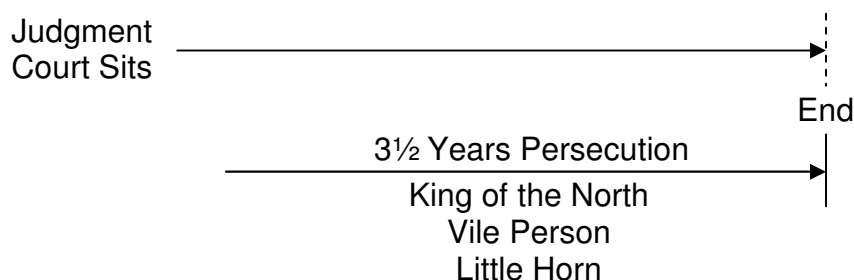 Judgment
Court Sits
End
3½ Years Persecution
King of the North
Vile Person
Little Horn